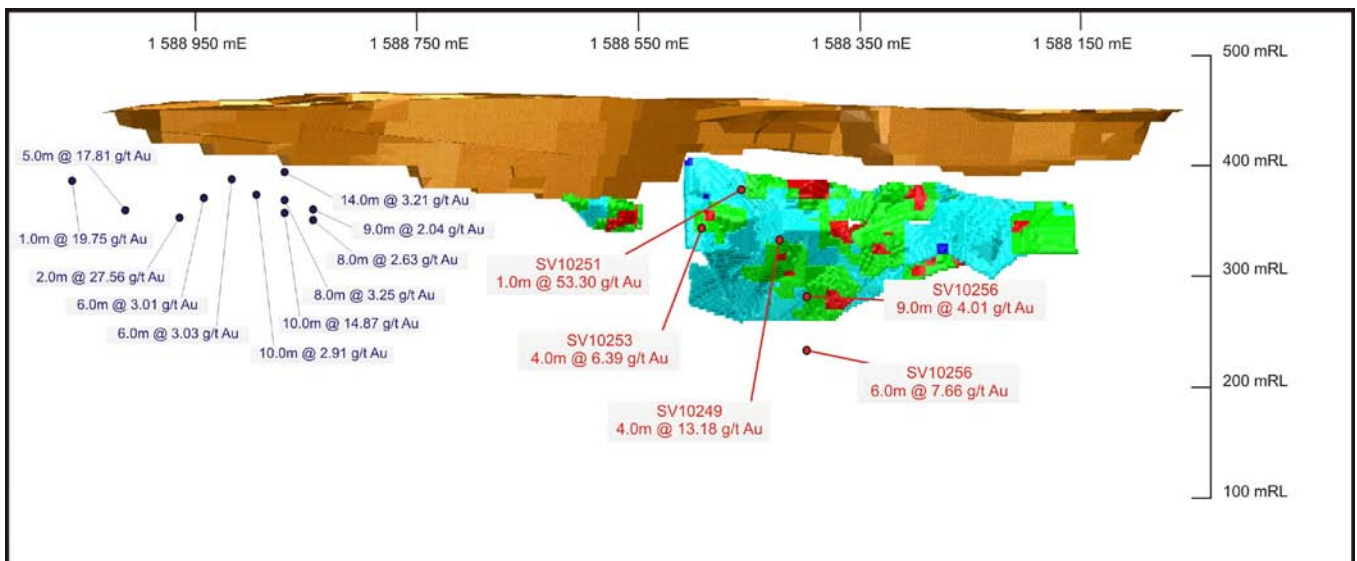 1 588 950 mE
1 588 750 mE
1 588 550 mE
1 588 350 mE
1 588 150 mE
500 mRL
400 mRL
300 mRL
200 mRL
100 mRL
5.0m @ 17.81 g/t Au
1.0m @ 19.75 g/t Au
2.0m @ 27.56 g/t Au
6.0m @ 3.01 g/t Au
6.0m @ 3.03 g/t Au
14.0m @ 3.21 g/t Au
9.0m @ 2.04 g/t Au
8.0m @ 2.63 g/t Au
8.0m @ 3.25 g/t Au
10.0m @ 14.87 g/t Au
10.0m @ 2.91 g/t Au
SV10251
1.0m @ 53.30 g/t Au
SV10253
4.0m @ 6.39 g/t Au
SV10249
4.0m @ 13.18 g/t Au
SV10256
9.0m @ 4.01 g/t Au
SV10256
6.0m @ 7.66 g/t Au